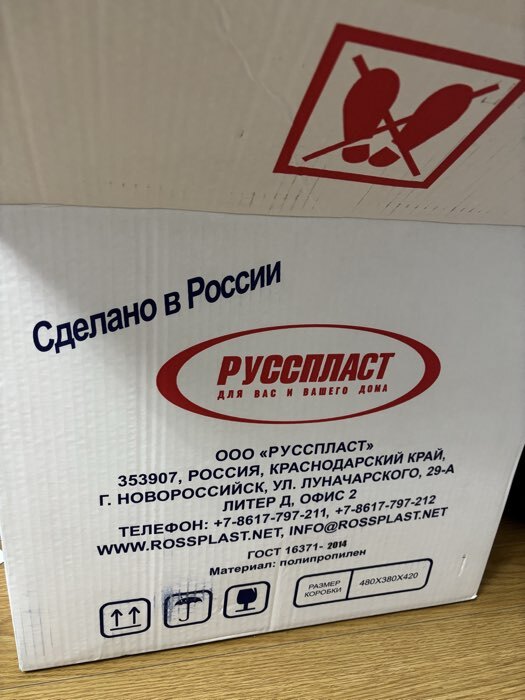 Сделано в России
РУССПЛАСТ
ДЛЯ ВАС И ВАШЕГО ДОМА
ООО «РУССПЛАСТ»
353907, РОССИЯ, КРАСНОДАРСКИЙ КРАЙ,
Г. НОВОРОССИЙСК, УЛ. ЛУНАЧАРСКОГО, 29-А
ЛИТЕР Д, ОФИС 2
ТЕЛЕФОН: +7-8617-797-211, +7-8617-797-212
WWW.ROSSPLAST.NET, INFO@ROSSPLAST.NET
ГОСТ 16371- 2014
Материал: полипропилен
РАЗМЕР
КОРОБКИ
480X380X420